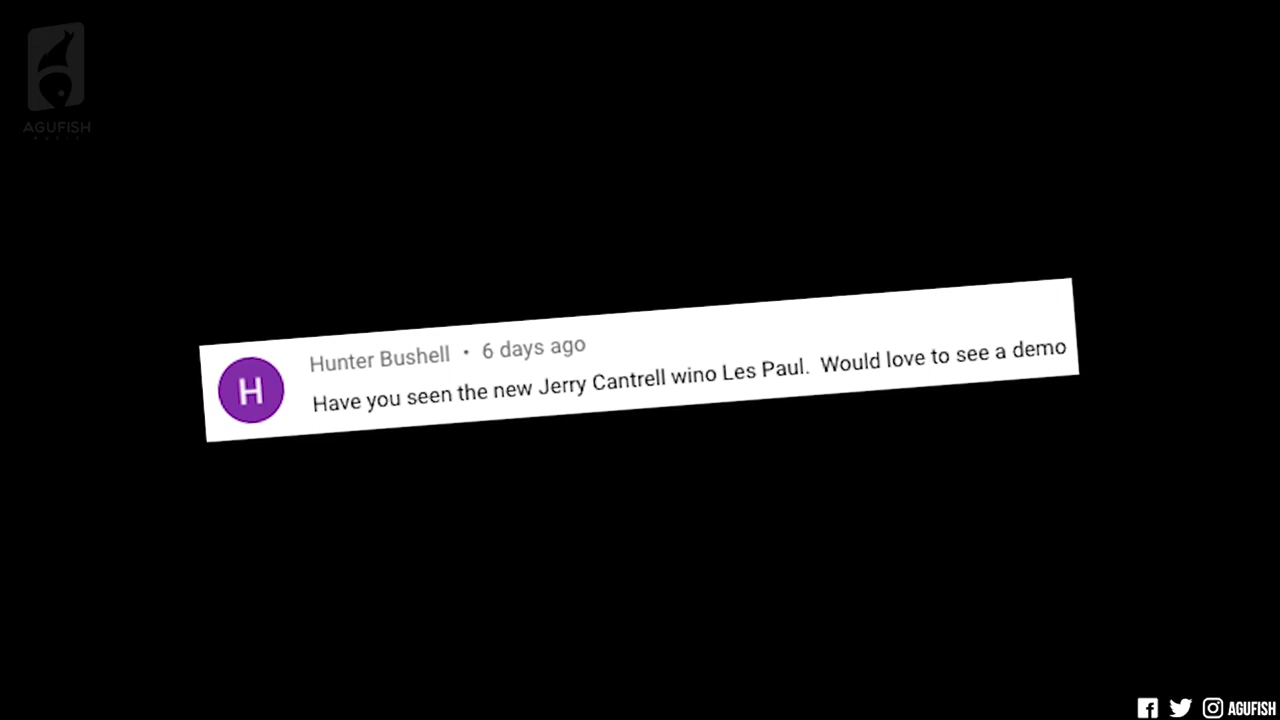 AGUFISH
MUSIC
H
Hunter Bushell • 6 days ago
Have you seen the new Jerry Cantrell wino Les Paul.  Would love to see a demo
AGUFISH